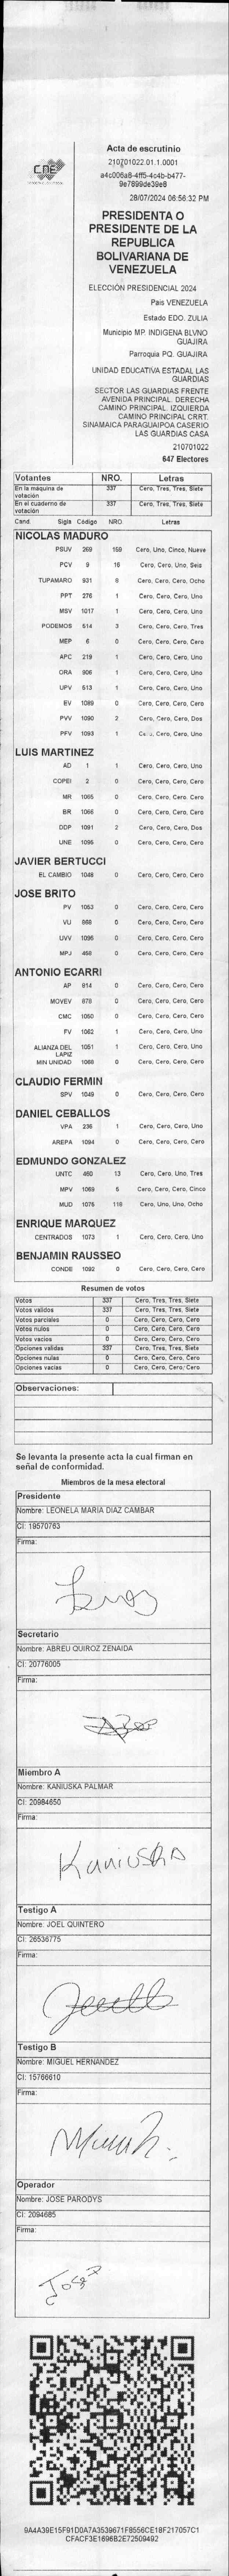 CNE
Acta de escrutinio
210701022.01.1.0001
a4c006a8-4ff5-4c4b-b477-
9e7899de39e8
28/07/2024 06:56:32 PM
PRESIDENTA O
PRESIDENTE DE LA
REPUBLICA
BOLIVARIANA DE
VENEZUELA
ELECCIÓN PRESIDENCIAL 2024
Pais VENEZUELA
Estado EDO. ZULIA
Municipio MP. INDIGENA BLVNO
GUAJIRA
Parroquia PQ. GUAJIRA
UNIDAD EDUCATIVA ESTADAL LAS
GUARDIAS
SECTOR LAS GUARDIAS FRENTE
AVENIDA PRINCIPAL. DERECHA
CAMINO PRINCIPAL. IZQUIERDA
CAMINO PRINCIPAL CRRT.
SINAMAICA PARAGUAIPOA CASERIO
LAS GUARDIAS CASA
210701022
647 Electores
Votantes NRO. Letras
En la máquina de votación 337 Cero, Tres, Tres, Siete
En el cuaderno de votación 337 Cero, Tres, Tres, Siete
Cand Sigla Código NRO. Letras
NICOLAS MADURO
PSUV 269 159 Cero, Uno, Cinco, Nueve
PCV 9 16 Cero, Cero, Uno, Seis
TUPAMARO 931 8 Cero, Cero, Cero, Ocho
PPT 276 1 Cero, Cero, Cero, Uno
MSV 1017 1 Cero, Cero, Cero, Uno
PODEMOS 514 3 Cero, Cero, Cero, Tres
MEP 6 0 Cero, Cero, Cero, Cero
APC 219 1 Cero, Cero, Cero, Uno
ORA 906 1 Cero, Cero, Cero, Uno
UPV 513 1 Cero, Cero, Cero, Uno
EV 1089 0 Cero, Cero, Cero, Cero
PVV 1090 2 Cero, Cero, Cero, Dos
PFV 1093 1 Cero, Cero, Cero, Uno
LUIS MARTINEZ
AD 1 1 Cero, Cero, Cero, Uno
COPEI 2 0 Cero, Cero, Cero, Cero
MR 1065 0 Cero, Cero, Cero, Cero
BR 1066 0 Cero, Cero, Cero, Cero
DDP 1091 2 Cero, Cero, Cero, Dos
UNE 1095 0 Cero, Cero, Cero, Cero
JAVIER BERTUCCI
EL CAMBIO 1048 0 Cero, Cero, Cero, Cero
JOSE BRITO
PV 1053 0 Cero, Cero, Cero, Cero
VU 868 0 Cero, Cero, Cero, Cero
UVV 1096 0 Cero, Cero, Cero, Cero
MPJ 468 0 Cero, Cero, Cero, Cero
ANTONIO ECARRI
AP 814 0 Cero, Cero, Cero, Cero
MOVEV 878 0 Cero, Cero, Cero, Cero
CMC 1050 0 Cero, Cero, Cero, Cero
FV 1062 1 Cero, Cero, Cero, Uno
ALIANZA DEL LAPIZ 1051 1 Cero, Cero, Cero, Uno
MIN UNIDAD 1088 0 Cero, Cero, Cero, Cero
CLAUDIO FERMIN
SPV 1049 0 Cero, Cero, Cero, Cero
DANIEL CEBALLOS
VPA 236 1 Cero, Cero, Cero, Uno
AREPA 1094 0 Cero, Cero, Cero, Cero
EDMUNDO GONZALEZ
UNTC 460 13 Cero, Cero, Uno, Tres
MPV 1069 5 Cero, Cero, Cero, Cinco
MUD 1075 118 Cero, Uno, Uno, Ocho
ENRIQUE MARQUEZ
CENTRADOS 1073 1 Cero, Cero, Cero, Uno
BENJAMIN RAUSSEO
CONDE 1092 0 Cero, Cero, Cero, Cero
Resumen de votos
Votos 337 Cero, Tres, Tres, Siete
Votos validos 337 Cero, Tres, Tres, Siete
Votos parciales 0 Cero, Cero, Cero, Cero
Votos nulos 0 Cero, Cero, Cero, Cero
Votos vacios 0 Cero, Cero, Cero, Cero
Opciones validas 337 Cero, Tres, Tres, Siete
Opciones nulas 0 Cero, Cero, Cero, Cero
Opciones vacias 0 Cero, Cero, Cero, Cero
Observaciones:
Se levanta la presente acta la cual firman en
señal de conformidad.
Miembros de la mesa electoral
Presidente
Nombre: LEONELA MARIA DIAZ CAMBAR
CI: 19570763
Firma:
Secretario
Nombre: ABREU QUIROZ ZENAIDA
CI: 20776005
Firma:
Miembro A
Nombre: KANIUSKA PALMAR
CI: 20984650
Firma:
Kaniuska
Testigo A
Nombre: JOEL QUINTERO
CI: 26536775
Firma:
Testigo B
Nombre: MIGUEL HERNANDEZ
CI: 15766610
Firma:
Operador
Nombre: JOSE PARODYS
CI: 2094685
Firma:
9A4A39E15F91D0A7A3539671F8556CE18F217057C1
CFACF3E1696B2E72509492